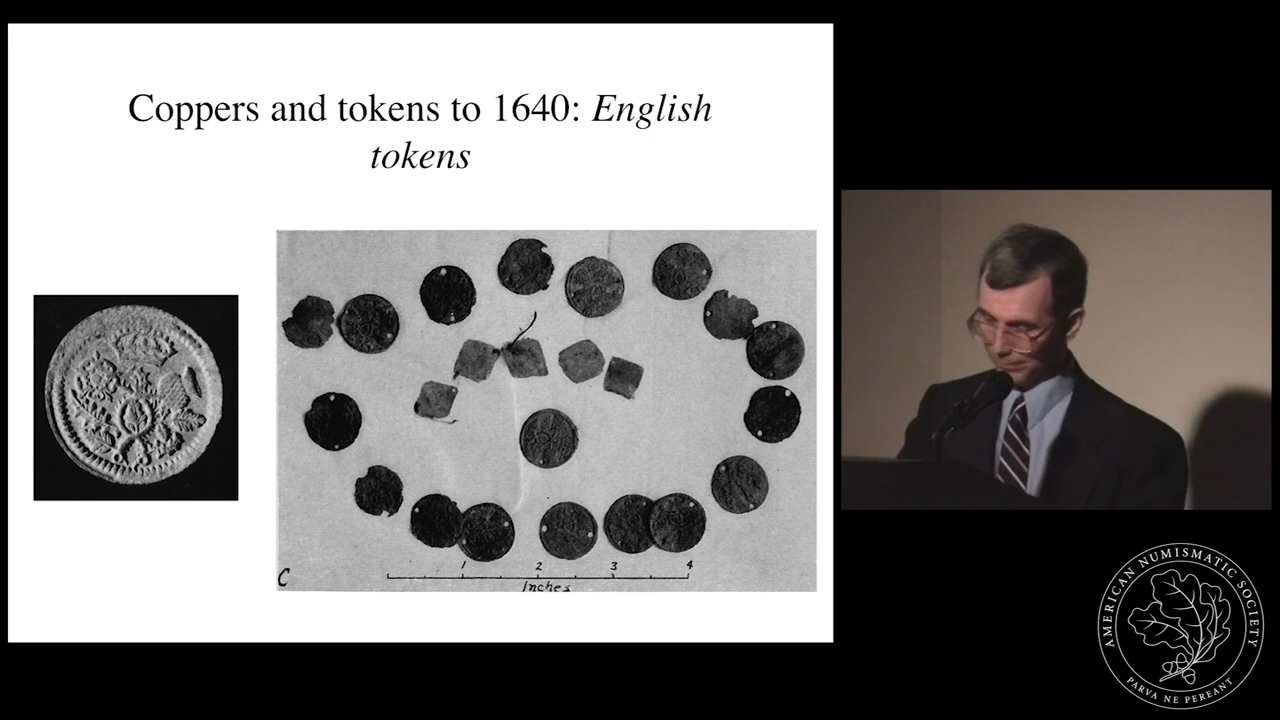 Coppers and tokens to 1640: English
tokens
C
1 2 3 4
Inches
AMERICAN NUMISMATIC SOCIETY
PARVA NE PEREANT